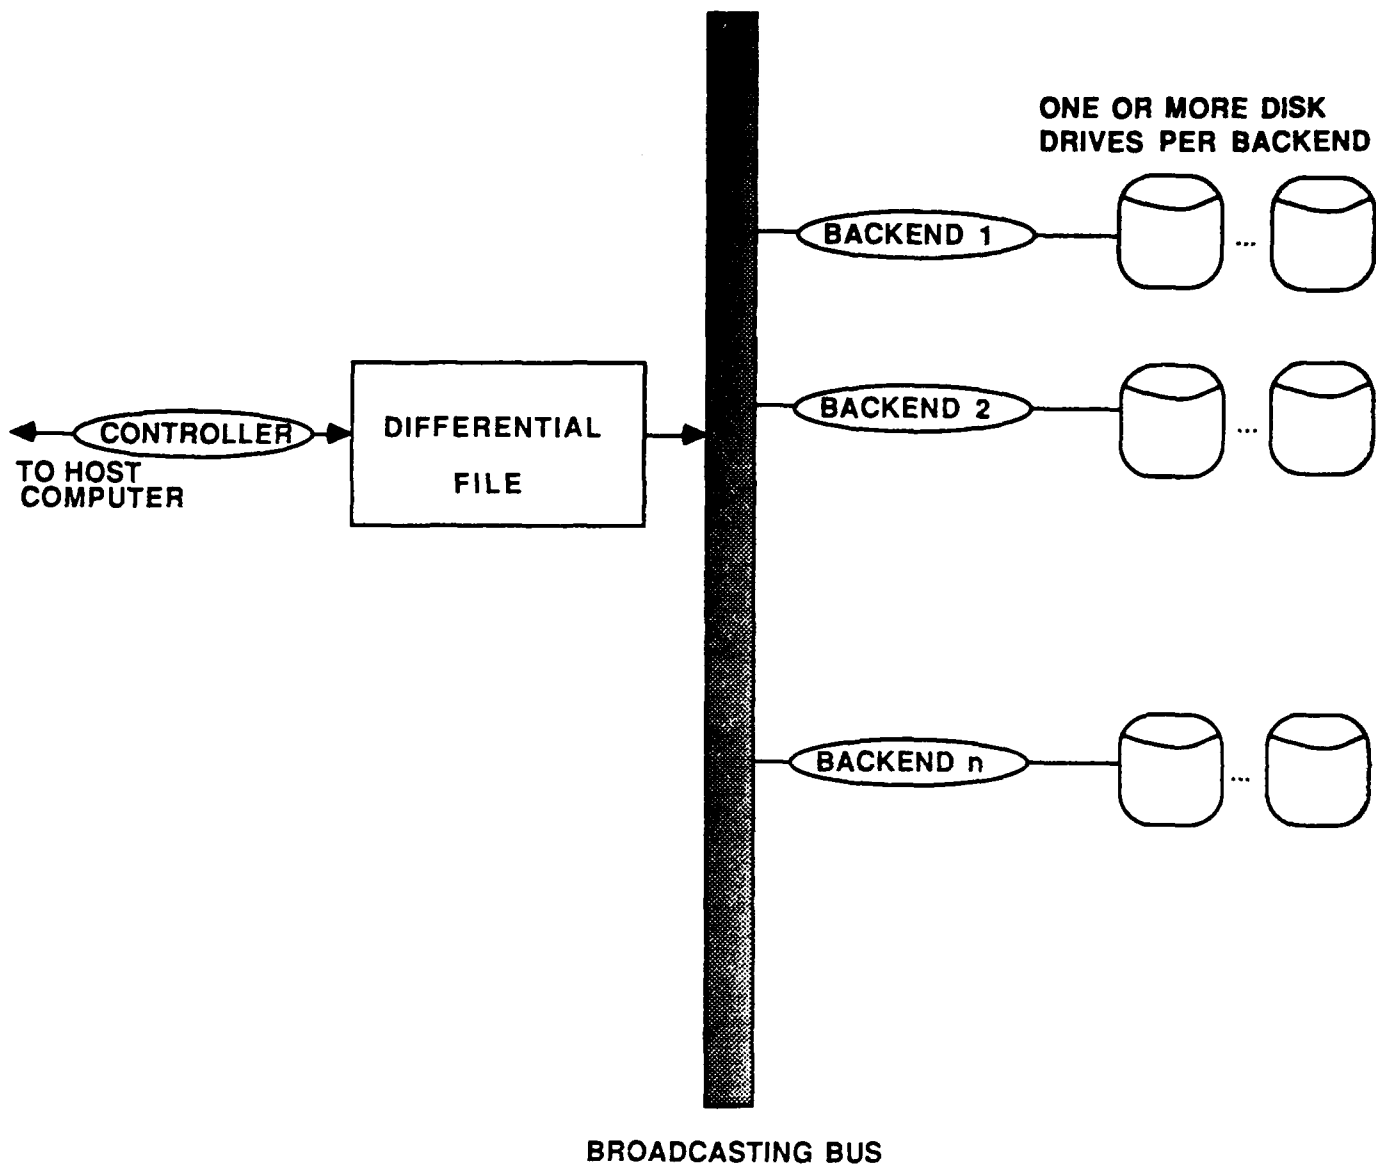 ONE OR MORE DISK
DRIVES PER BACKEND
BACKEND 1
...
BACKEND 2
...
CONTROLLER
TO HOST
COMPUTER
DIFFERENTIAL
FILE
BACKEND n
...
BROADCASTING BUS